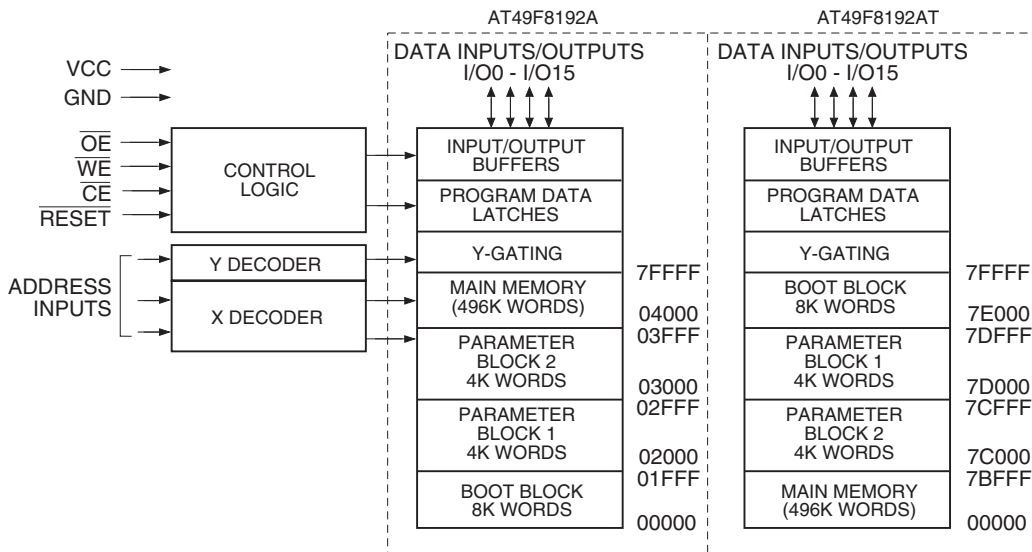 AT49F8192A
AT49F8192AT
DATA INPUTS/OUTPUTS
I/O0 - I/O15
DATA INPUTS/OUTPUTS
I/O0 - I/O15
VCC
GND
OE
WE
CE
RESET
CONTROL
LOGIC
ADDRESS
INPUTS
Y DECODER
X DECODER
INPUT/OUTPUT
BUFFERS
PROGRAM DATA
LATCHES
Y-GATING
MAIN MEMORY
(496K WORDS)
PARAMETER
BLOCK 2
4K WORDS
PARAMETER
BLOCK 1
4K WORDS
BOOT BLOCK
8K WORDS
7FFFF
04000
03FFF
03000
02FFF
02000
01FFF
00000
INPUT/OUTPUT
BUFFERS
PROGRAM DATA
LATCHES
Y-GATING
BOOT BLOCK
8K WORDS
PARAMETER
BLOCK 1
4K WORDS
PARAMETER
BLOCK 2
4K WORDS
MAIN MEMORY
(496K WORDS)
7FFFF
7E000
7DFFF
7D000
7CFFF
7C000
7BFFF
00000